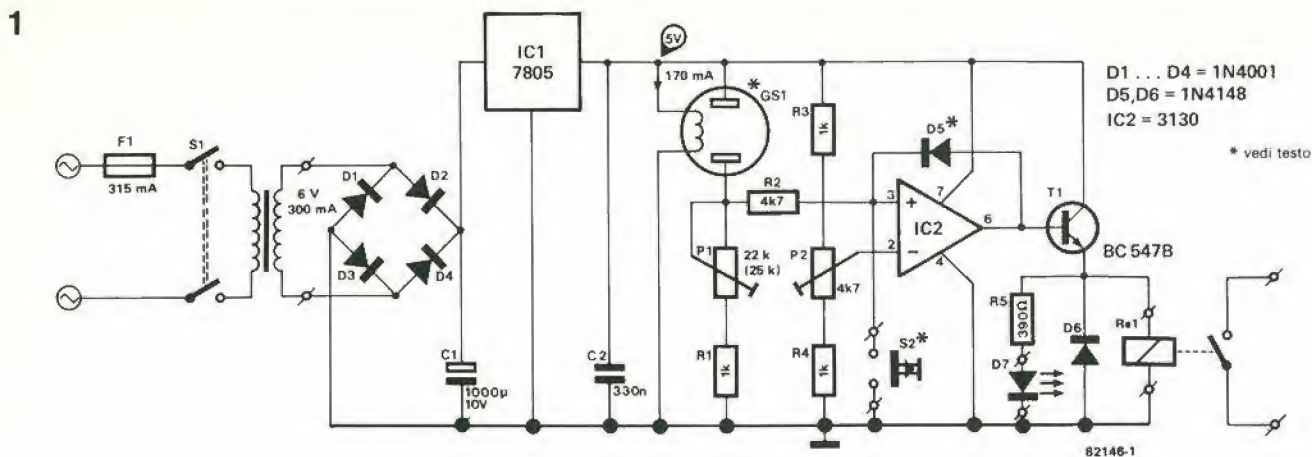 1
F1
315 mA
S1
6 V
300 mA
D1
D2
D3
D4
IC1
7805
C1
1000µ
10V
C2
330n
5V
170 mA
*
GS1
R2
4k7
P1
22 k
(25 k)
R1
1k
R3
1k
P2
4k7
R4
1k
D5*
3
+
2
−
IC2
7
6
4
S2*
T1
BC 547B
R5
390Ω
D7
D6
Re1
D1 . . . D4 = 1N4001
D5,D6 = 1N4148
IC2 = 3130
* vedi testo
82146-1